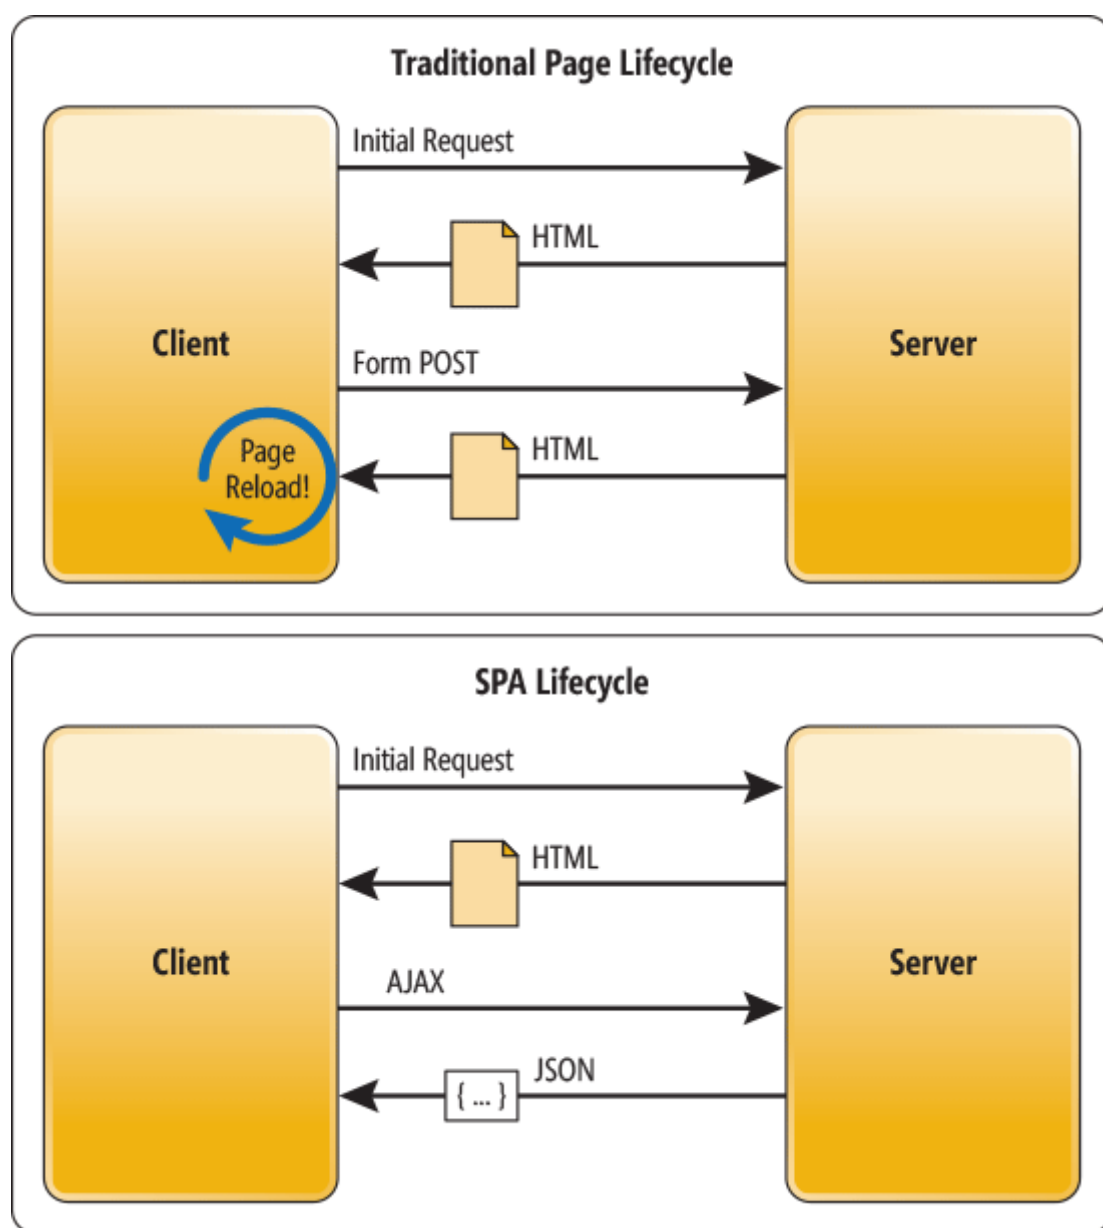 Traditional Page Lifecycle
Initial Request
HTML
Client
Server
Form POST
HTML
Page
Reload!
SPA Lifecycle
Initial Request
HTML
Client
Server
AJAX
JSON
{ ... }